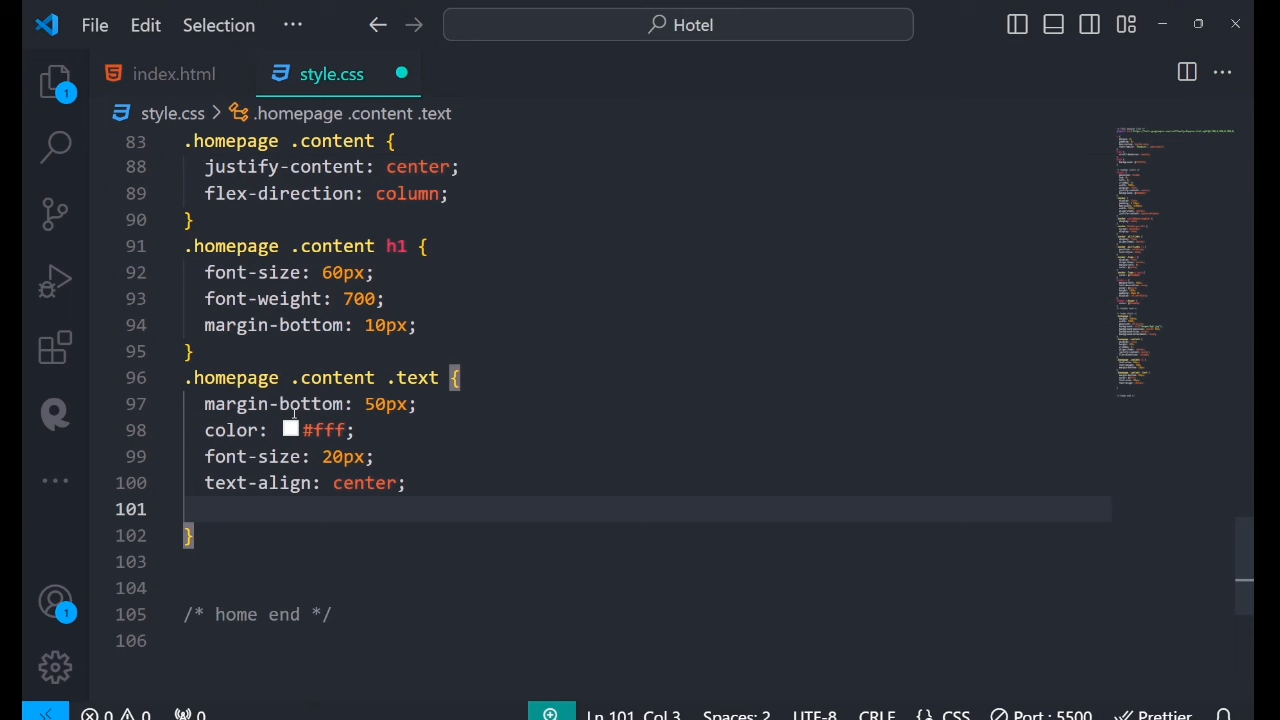 File Edit Selection ··· Hotel
index.html style.css
style.css > .homepage .content .text
83 .homepage .content {
88 justify-content: center;
89 flex-direction: column;
90 }
91 .homepage .content h1 {
92 font-size: 60px;
93 font-weight: 700;
94 margin-bottom: 10px;
95 }
96 .homepage .content .text {
97 margin-bottom: 50px;
98 color: #fff;
99 font-size: 20px;
100 text-align: center;
101
102 }
103
104
105 /* home end */
106
1
1
0 0 0 Ln 101, Col 3 Spaces: 2 UTF-8 CRLF {} CSS Port : 5500 Prettier